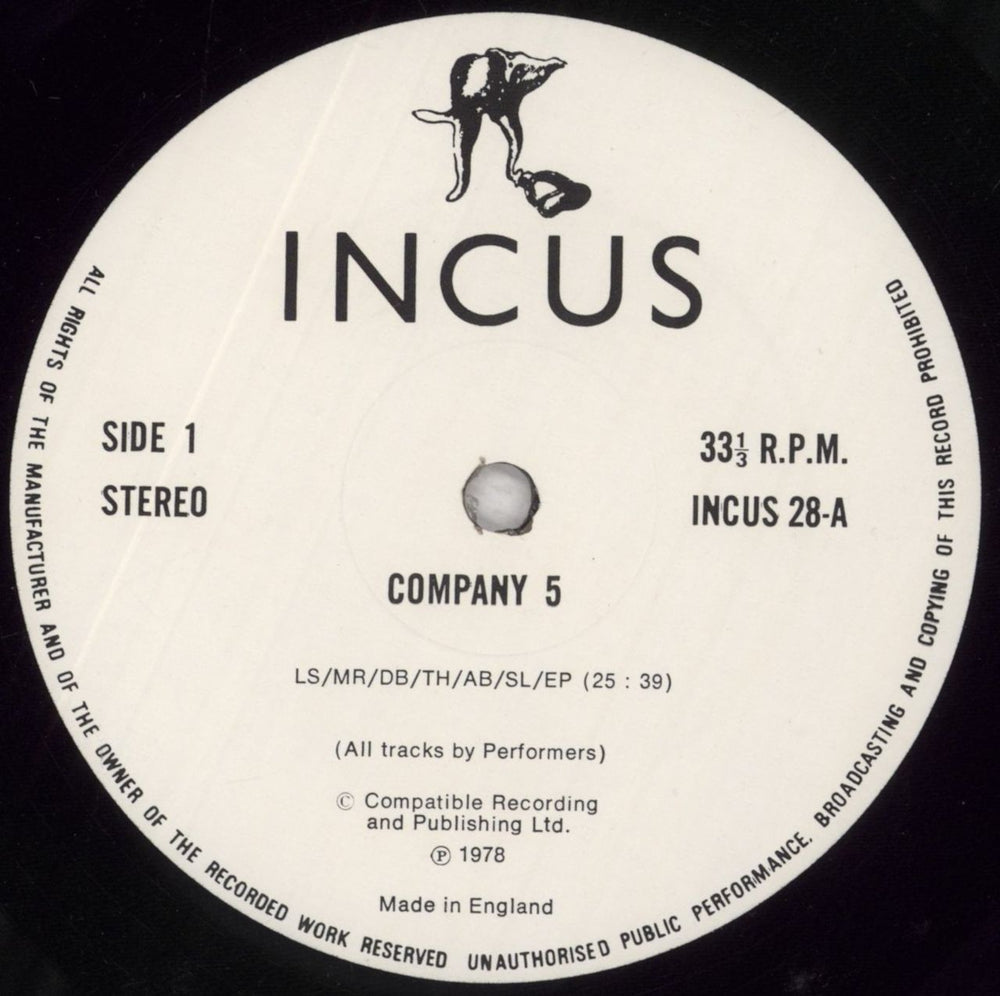 INCUS
SIDE 1
STEREO
33⅓ R.P.M.
INCUS 28-A
COMPANY 5
LS/MR/DB/TH/AB/SL/EP (25 : 39)
(All tracks by Performers)
© Compatible Recording
and Publishing Ltd.
℗ 1978
Made in England
ALL RIGHTS OF THE MANUFACTURER AND OF THE OWNER OF THE RECORDED WORK RESERVED UNAUTHORISED PUBLIC PERFORMANCE. BROADCASTING AND COPYING OF THIS RECORD PROHIBITED